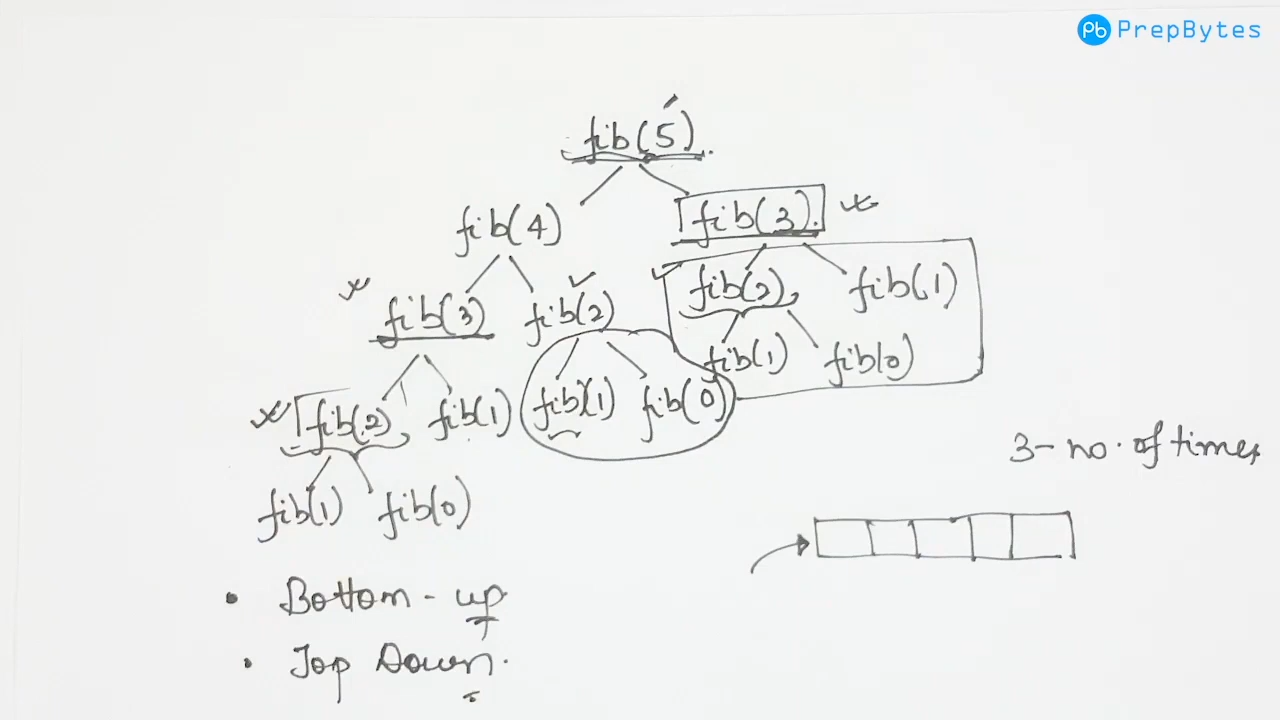 PrepBytes
fib(5)
fib(4) fib(3)
fib(3) fib(2) fib(2) fib(1)
fib(2) fib(1) fib(1) fib(0) fib(1) fib(0)
fib(1) fib(0)
3- no. of times
• Bottom-up
• Top Down.